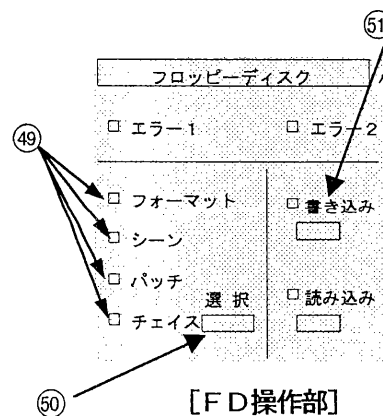 51
フロッピーディスク
□ エラー1 □ エラー2
49
□ フォーマット
□ 書き込み
□ シーン
□ パッチ
選択
□ 読み込み
□ チェイス
50
[FD操作部]